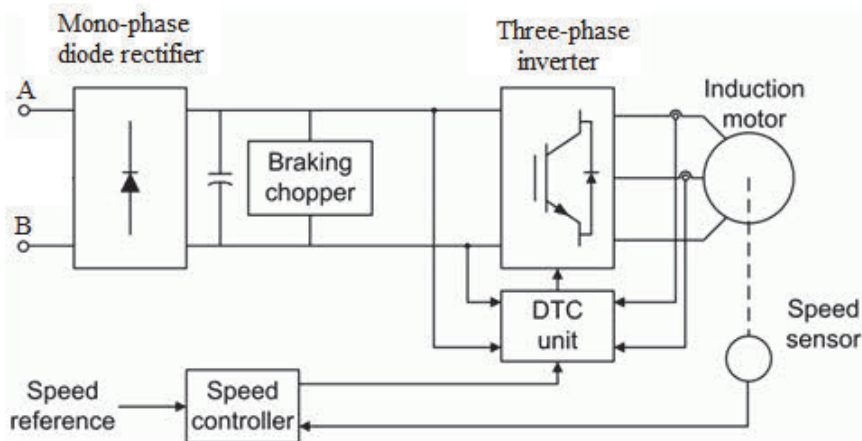 Mono-phase
diode rectifier
Three-phase
inverter
A
Induction
motor
Braking
chopper
B
DTC
unit
Speed
sensor
Speed
reference
Speed
controller